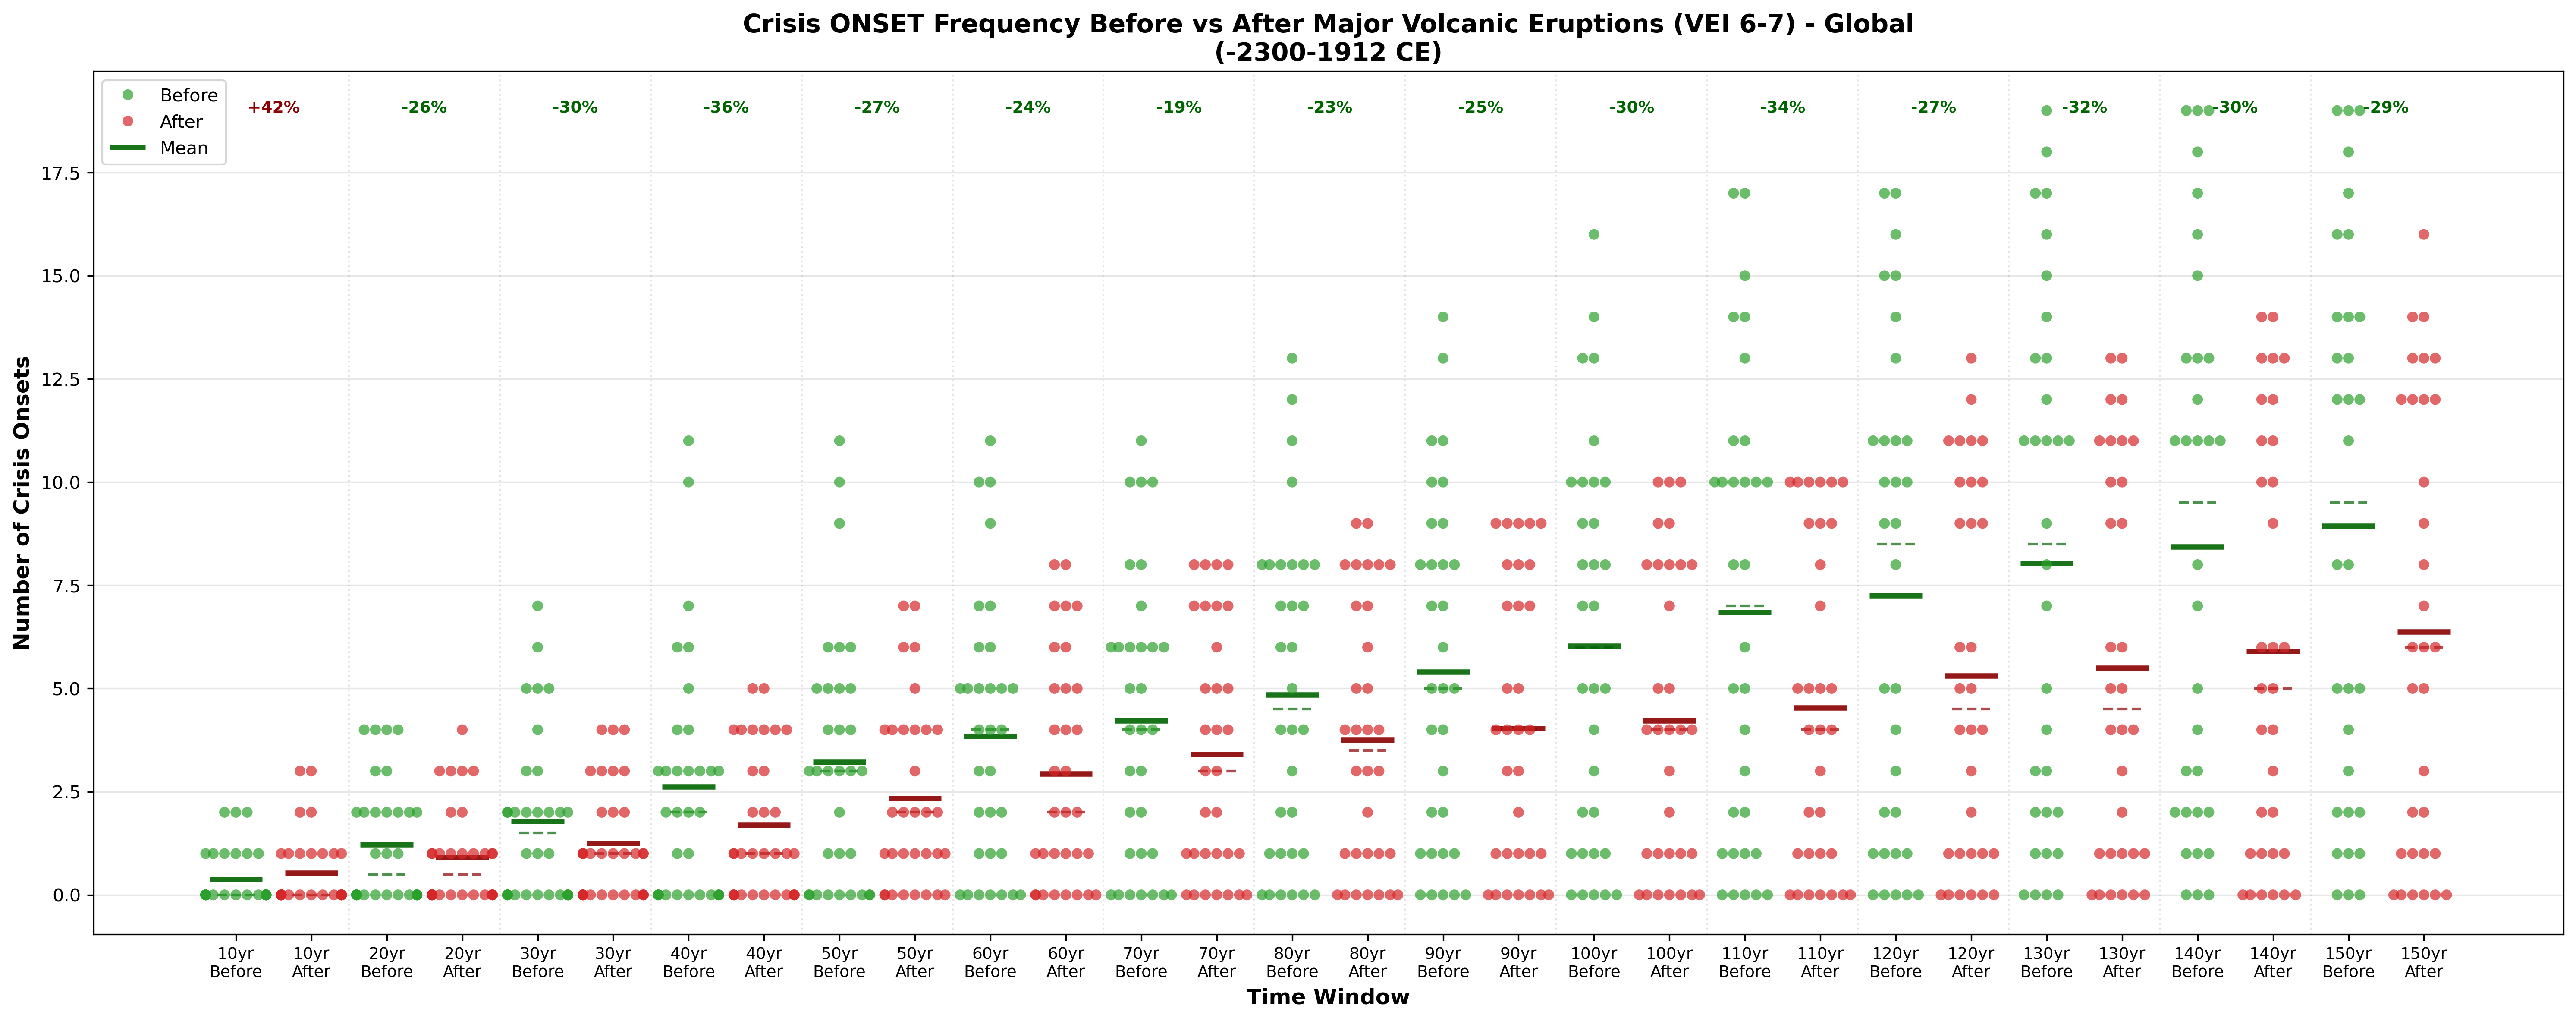 Crisis ONSET Frequency Before vs After Major Volcanic Eruptions (VEI 6-7) - Global
(-2300-1912 CE)
Before
After
Mean
+42%
-26%
-30%
-36%
-27%
-24%
-19%
-23%
-25%
-30%
-34%
-27%
-32%
-30%
-29%
Number of Crisis Onsets
17.5
15.0
12.5
10.0
7.5
5.0
2.5
0.0
10yr
Before
10yr
After
20yr
Before
20yr
After
30yr
Before
30yr
After
40yr
Before
40yr
After
50yr
Before
50yr
After
60yr
Before
60yr
After
70yr
Before
70yr
After
80yr
Before
80yr
After
90yr
Before
90yr
After
100yr
Before
100yr
After
110yr
Before
110yr
After
120yr
Before
120yr
After
130yr
Before
130yr
After
140yr
Before
140yr
After
150yr
Before
150yr
After
Time Window